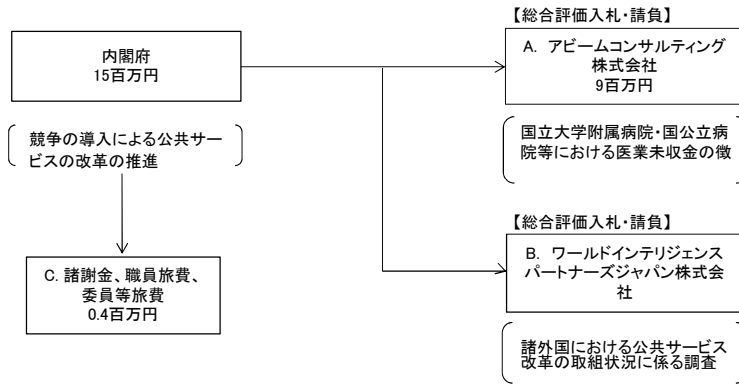 内閣府
15百万円
競争の導入による公共サー
ビスの改革の推進
C. 諸謝金、職員旅費、
委員等旅費
0.4百万円
【総合評価入札・請負】
A. アビームコンサルティング
株式会社
9百万円
国立大学附属病院・国公立病
院等における医業未収金の徴
【総合評価入札・請負】
B. ワールドインテリジェンス
パートナーズジャパン株式会
社
諸外国における公共サービス
改革の取組状況に係る調査